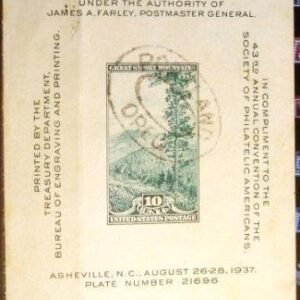 UNDER THE AUTHORITY OF
JAMES A. FARLEY, POSTMASTER GENERAL.
PRINTED BY THE
TREASURY DEPARTMENT,
BUREAU OF ENGRAVING AND PRINTING.
GREAT SMOKY MOUNTAINS
10
CENTS
UNITED STATES POSTAGE
IN COMPLIMENT TO THE
43RD ANNUAL CONVENTION OF THE
SOCIETY OF PHILATELIC AMERICANS.
ASHEVILLE, N.C., AUGUST 26-28, 1937.
PLATE NUMBER 21696